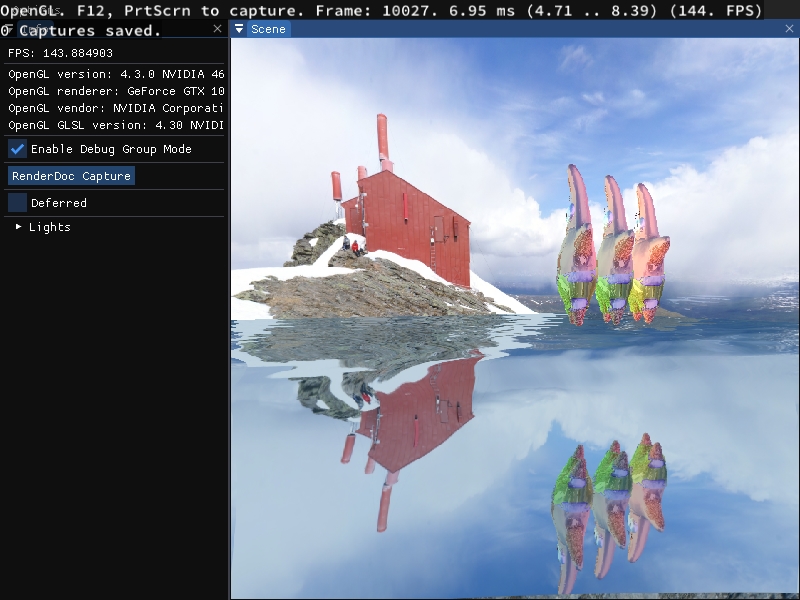 OpenGL. F12, PrtScrn to capture. Frame: 10027. 6.95 ms (4.71 .. 8.39) (144. FPS)
0 Captures saved.
Scene
FPS: 143.884903
OpenGL version: 4.3.0 NVIDIA 46
OpenGL renderer: GeForce GTX 10
OpenGL vendor: NVIDIA Corporati
OpenGL GLSL version: 4.30 NVIDI
Enable Debug Group Mode
RenderDoc Capture
Deferred
Lights